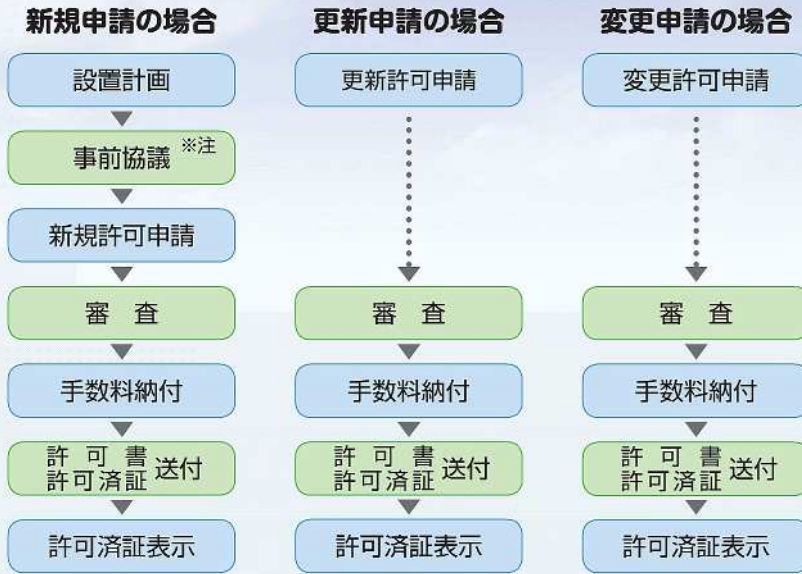 新規申請の場合
設置計画
事前協議 ※注
新規許可申請
審 査
手数料納付
許 可 書
許可済証 送付
許可済証表示
更新申請の場合
更新許可申請
審 査
手数料納付
許 可 書
許可済証 送付
許可済証表示
変更申請の場合
変更許可申請
審 査
手数料納付
許 可 書
許可済証 送付
許可済証表示